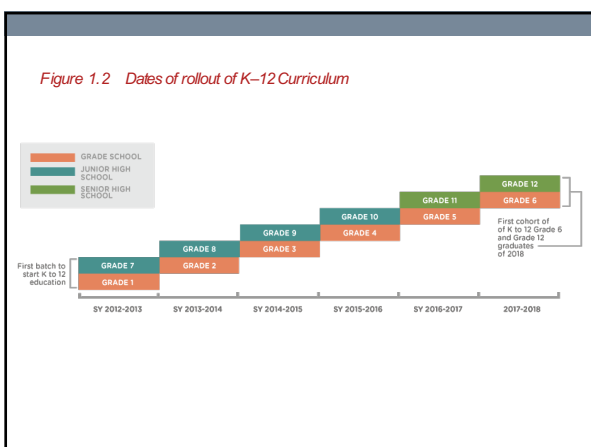 Figure 1.2 Dates of rollout of K–12 Curriculum
GRADE SCHOOL
JUNIOR HIGH
SCHOOL
SENIOR HIGH
SCHOOL
GRADE 12
GRADE 11
GRADE 6
GRADE 10
GRADE 5
First cohort of
of K to 12 Grade 6
and Grade 12
graduates
of 2018
GRADE 9
GRADE 4
GRADE 8
GRADE 3
First batch to
start K to 12
education
GRADE 7
GRADE 2
GRADE 1
SY 2012-2013
SY 2013-2014
SY 2014-2015
SY 2015-2016
SY 2016-2017
2017-2018